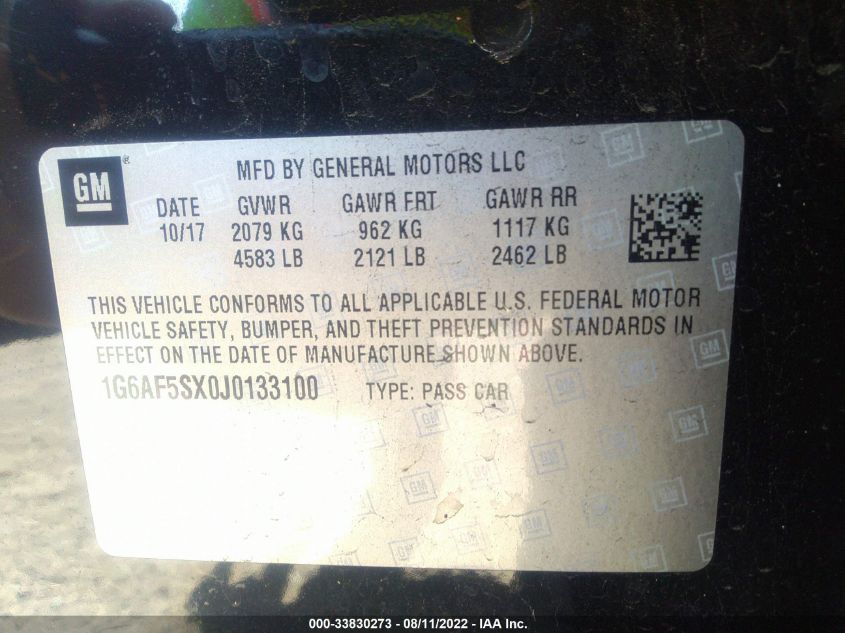 GM ® MFD BY GENERAL MOTORS LLC
DATE GVWR GAWR FRT GAWR RR
10/17 2079 KG 962 KG 1117 KG
4583 LB 2121 LB 2462 LB
THIS VEHICLE CONFORMS TO ALL APPLICABLE U.S. FEDERAL MOTOR
VEHICLE SAFETY, BUMPER, AND THEFT PREVENTION STANDARDS IN
EFFECT ON THE DATE OF MANUFACTURE SHOWN ABOVE.
1G6AF5SX0J0133100 TYPE: PASS CAR
000-33830273 - 08/11/2022 - IAA Inc.